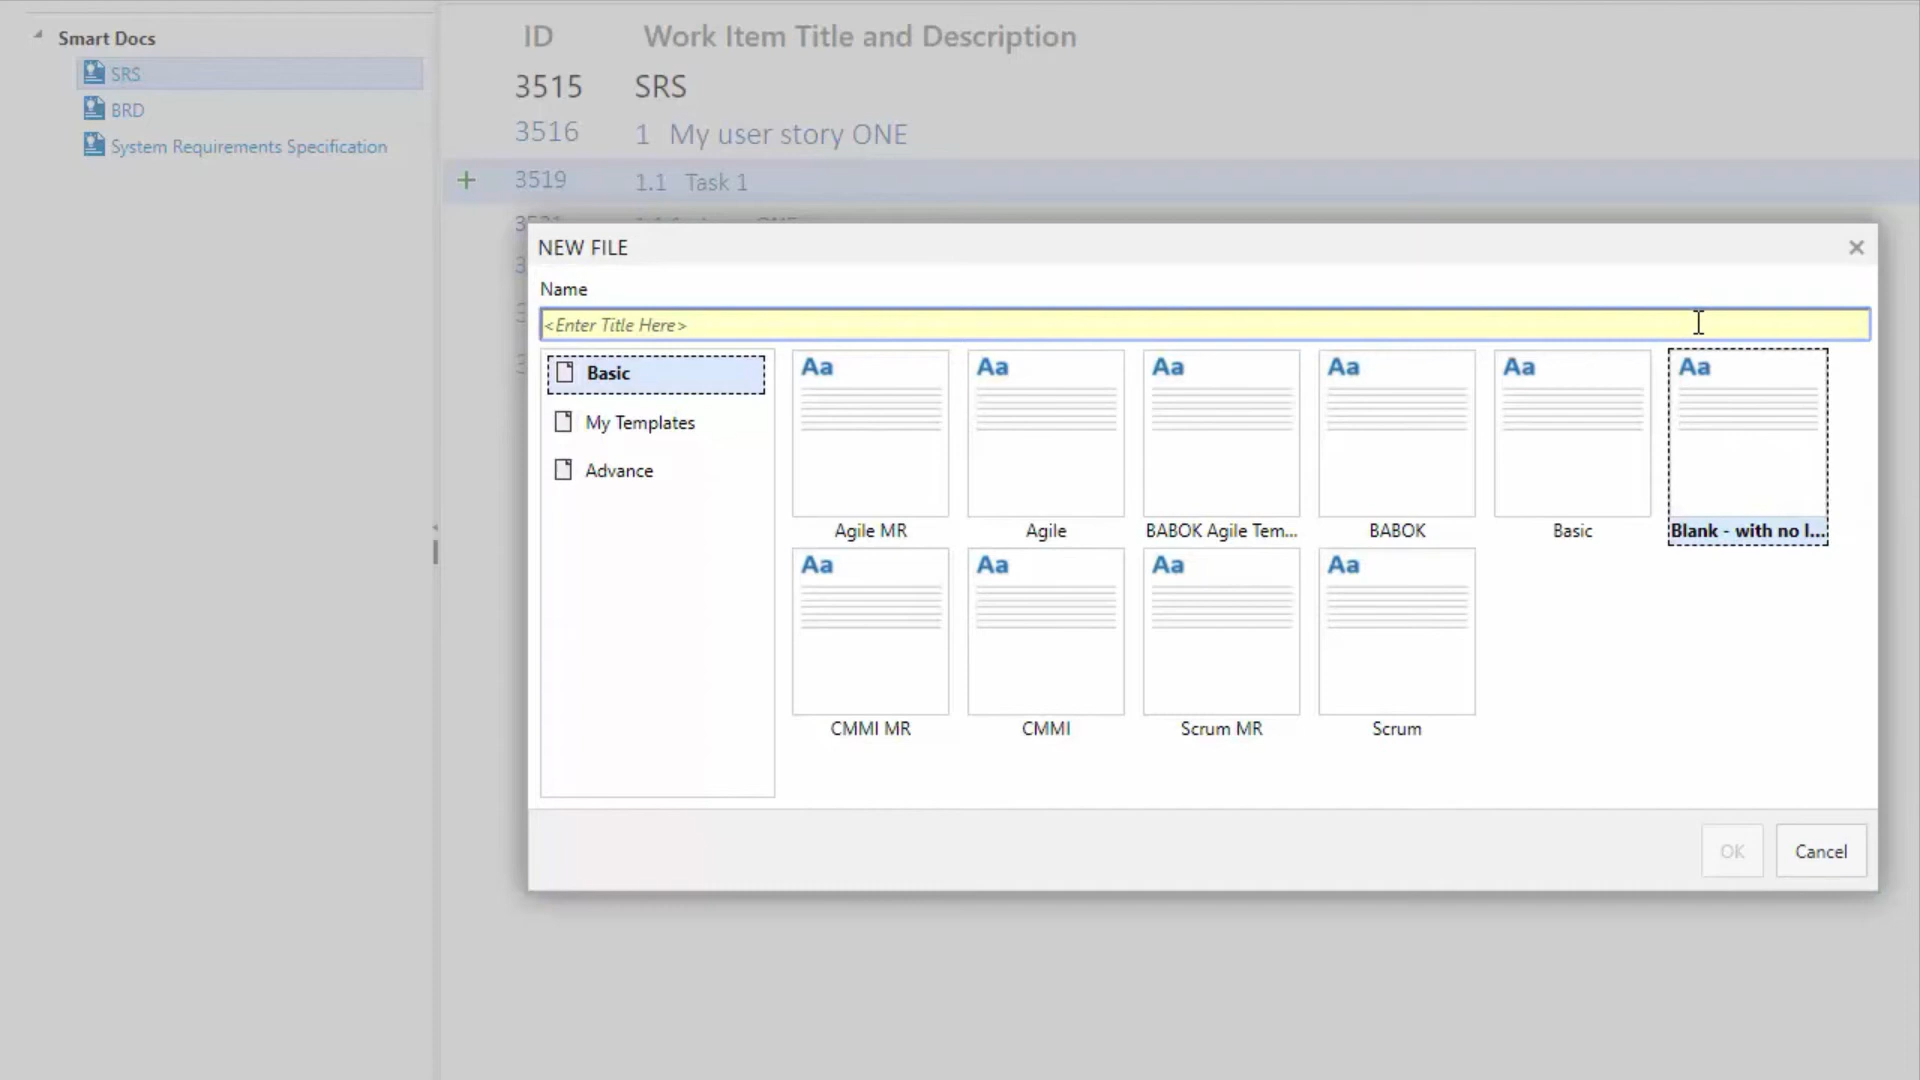 Smart Docs
SRS
BRD
System Requirements Specification
ID Work Item Title and Description
3515 SRS
3516 1 My user story ONE
+ 3519 1.1 Task 1
NEW FILE
Name
<Enter Title Here>
Basic
My Templates
Advance
Aa Aa Aa Aa Aa Aa
Agile MR Agile BABOK Agile Tem... BABOK Basic Blank - with no l...
Aa Aa Aa Aa
CMMI MR CMMI Scrum MR Scrum
OK Cancel